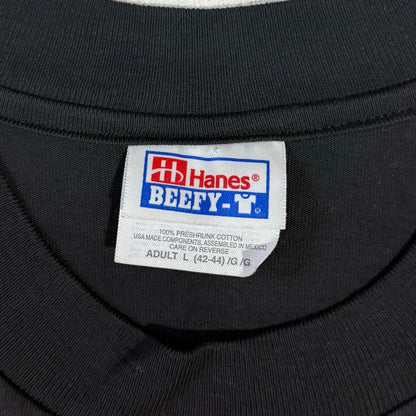 Hanes®
BEEFY-T®
100% PRESHRUNK COTTON
USA MADE COMPONENTS, ASSEMBLED IN MEXICO
CARE ON REVERSE
ADULT L (42-44) /G /G